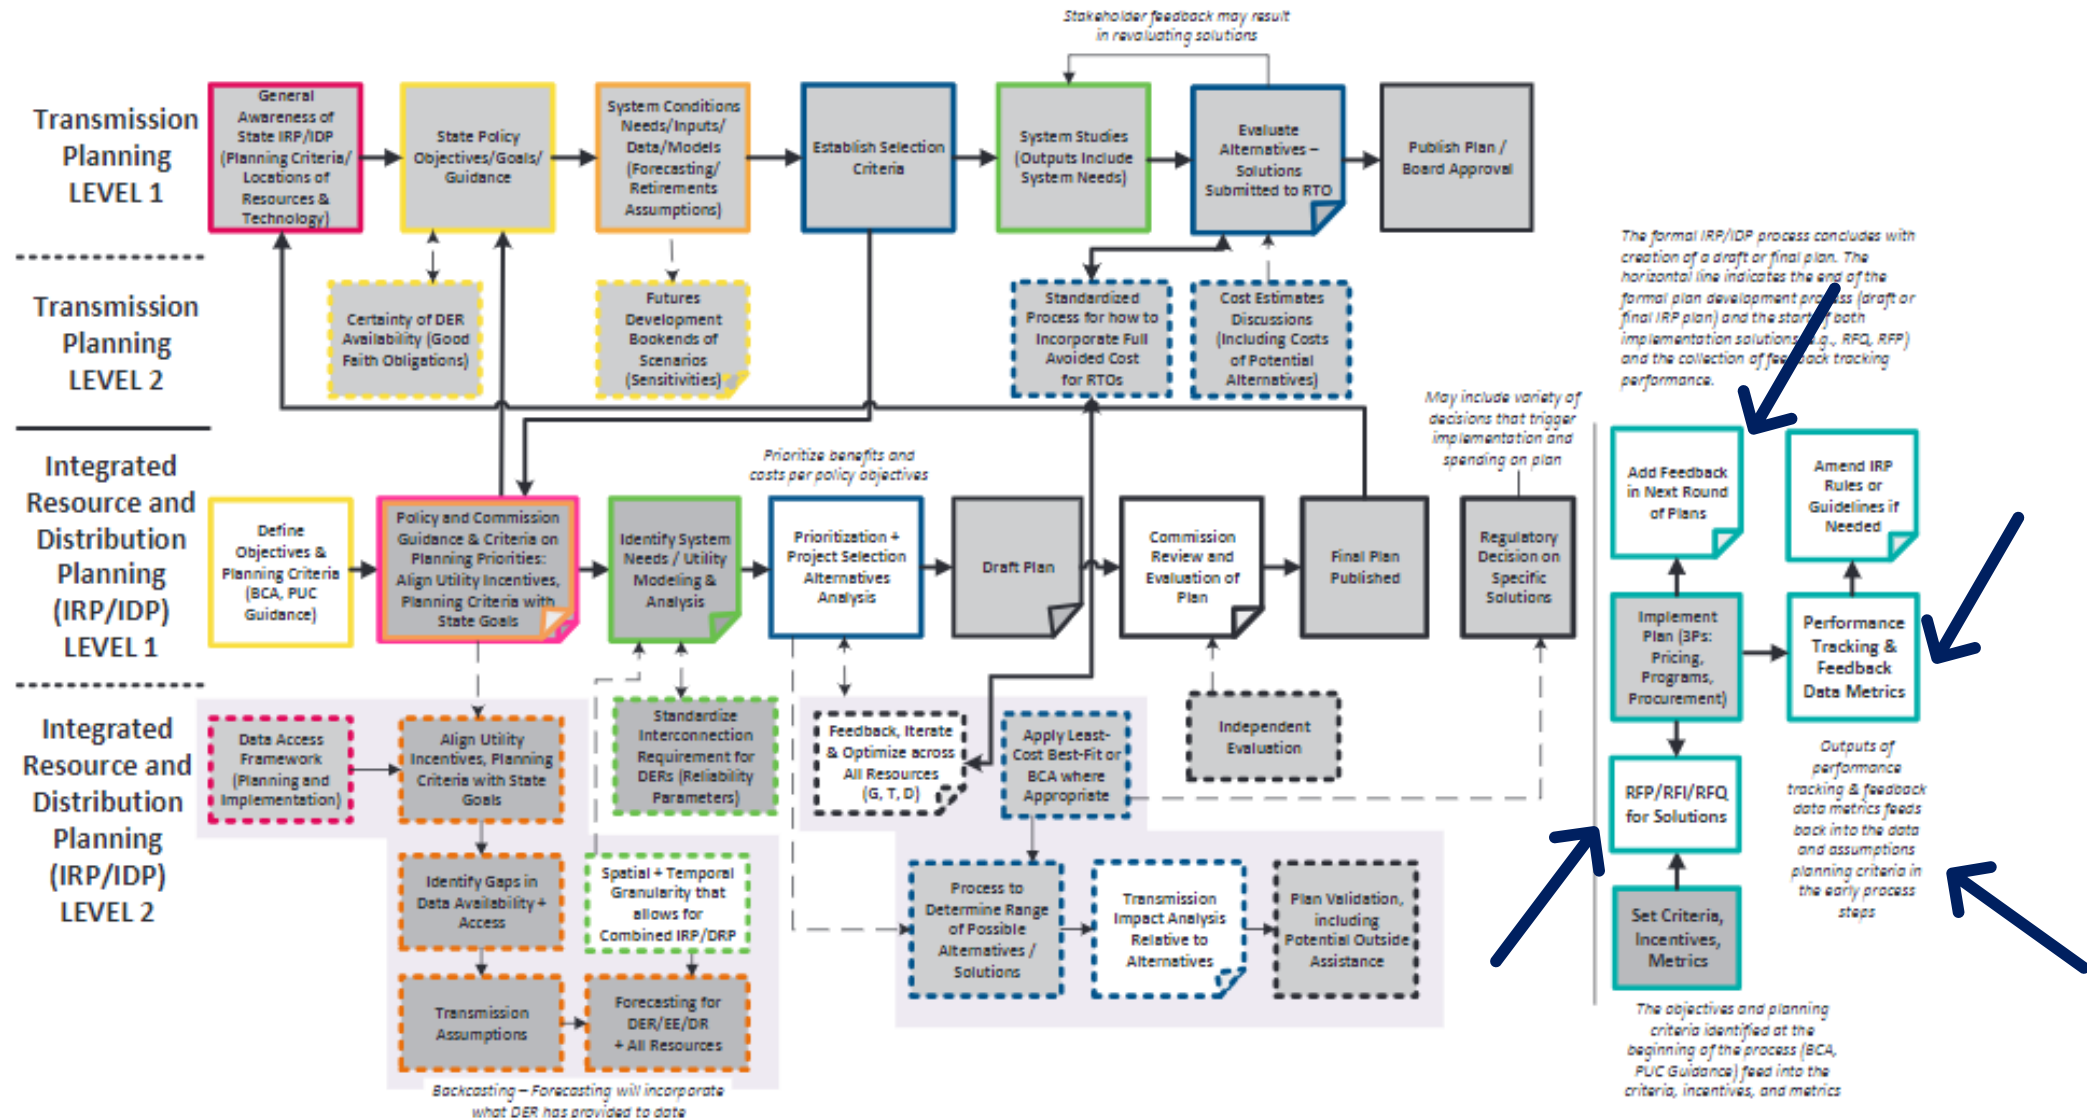 Stakeholder feedback may result
in revaluating solutions
Transmission
Planning
LEVEL 1
General
Awareness of
State IRP/IDP
(Planning Criteria/
Locations of
Resources &
Technology)
State Policy
Objectives/Goals/
Guidance
System Conditions
Needs/Inputs/
Data/Models
(Forecasting/
Retirements
Assumptions)
Establish Selection
Criteria
System Studies
(Outputs Include
System Needs)
Evaluate
Alternatives –
Solutions
Submitted to RTO
Publish Plan /
Board Approval
Transmission
Planning
LEVEL 2
Certainty of DER
Availability (Good
Faith Obligations)
Futures
Development
Bookends of
Scenarios
(Sensitivities)
Standardized
Process for how to
Incorporate Full
Avoided Cost
for RTOs
Cost Estimates
Discussions
(Including Costs
of Potential
Alternatives)
The formal IRP/IDP process concludes with
creation of a draft or final plan. The
horizontal line indicates the end of the
formal plan development process (draft or
final IRP plan) and the start of both
implementation solutions (e.g., RFQ, RFP)
and the collection of feedback tracking
performance.
Integrated
Resource and
Distribution
Planning
(IRP/IDP)
LEVEL 1
Define
Objectives &
Planning Criteria
(BCA, PUC
Guidance)
Policy and Commission
Guidance & Criteria on
Planning Priorities:
Align Utility Incentives,
Planning Criteria with
State Goals
Identify System
Needs / Utility
Modeling &
Analysis
Prioritize benefits and
costs per policy objectives
Prioritization +
Project Selection
Alternatives
Analysis
Draft Plan
Commission
Review and
Evaluation of
Plan
Final Plan
Published
May include variety of
decisions that trigger
implementation and
spending on plan
Regulatory
Decision on
Specific
Solutions
Add Feedback
in Next Round
of Plans
Amend IRP
Rules or
Guidelines if
Needed
Implement
Plan (3Ps:
Pricing,
Programs,
Procurement)
Performance
Tracking &
Feedback
Data Metrics
RFP/RFI/RFQ
for Solutions
Set Criteria,
Incentives,
Metrics
Outputs of
performance
tracking & feedback
data metrics feeds
back into the data
and assumptions
planning criteria in
the early process
steps
The objectives and planning
criteria identified at the
beginning of the process (BCA,
PUC Guidance) feed into the
criteria, incentives, and metrics
Integrated
Resource and
Distribution
Planning
(IRP/IDP)
LEVEL 2
Data Access
Framework
(Planning and
Implementation)
Align Utility
Incentives, Planning
Criteria with State
Goals
Standardize
Interconnection
Requirement for
DERs (Reliability
Parameters)
Feedback, Iterate
& Optimize across
All Resources
(G, T, D)
Apply Least-
Cost Best-Fit or
BCA where
Appropriate
Independent
Evaluation
Identify Gaps in
Data Availability +
Access
Spatial + Temporal
Granularity that
allows for
Combined IRP/DRP
Process to
Determine Range
of Possible
Alternatives /
Solutions
Transmission
Impact Analysis
Relative to
Alternatives
Plan Validation,
including
Potential Outside
Assistance
Transmission
Assumptions
Forecasting for
DER/EE/DR
+ All Resources
Backcasting – Forecasting will incorporate
what DER has provided to date